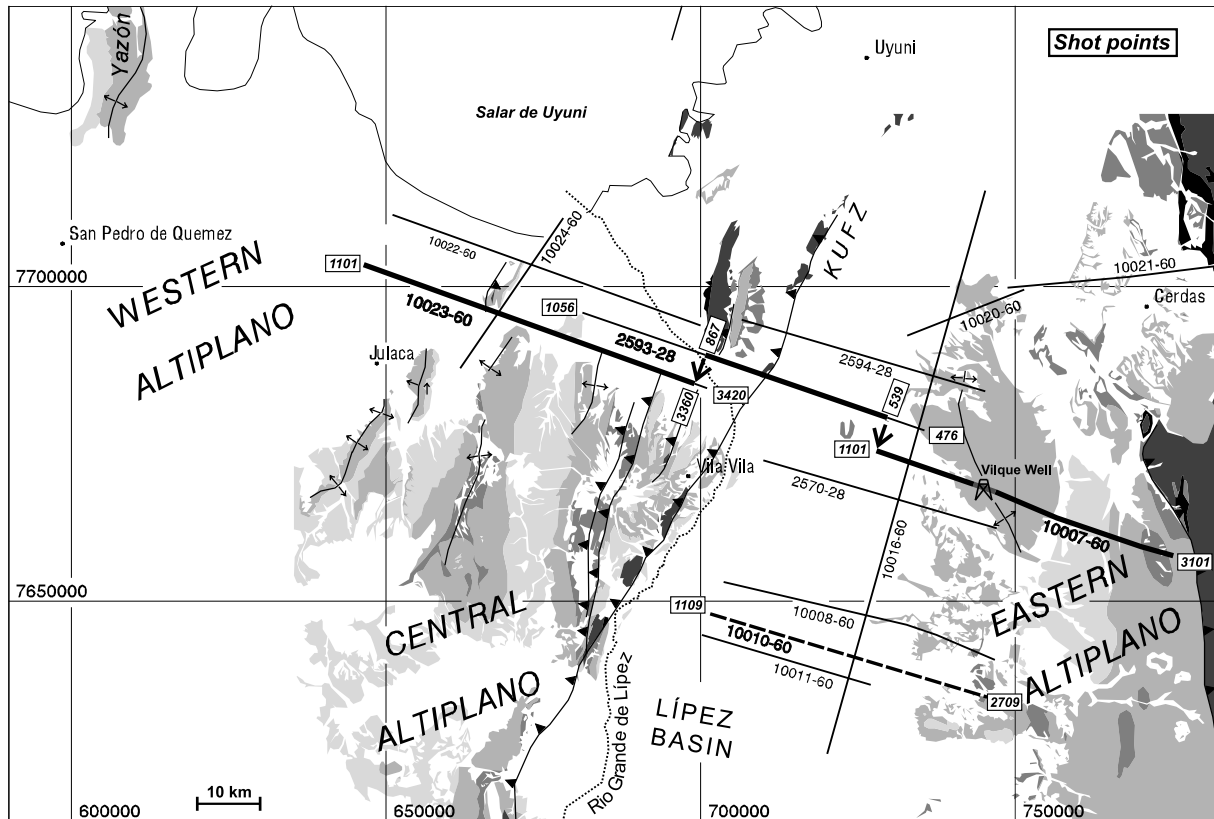 Yazón
Uyuni
Shot points
Salar de Uyuni
San Pedro de Quemez
10022-60
10024-60
KUFZ
7700000
1101
WESTERN
ALTIPLANO
10023-60
1056
2593-28
867
10021-60
10020-60
Cerdas
Julaca
2594-28
3360
3420
539
476
1101
Vila Vila
Vilque Well
2570-28
10016-60
10007-60
3101
7650000
1109
10008-60
EASTERN
ALTIPLANO
CENTRAL
ALTIPLANO
10010-60
10011-60
2709
LÍPEZ
BASIN
Rio Grande de Lípez
10 km
600000
650000
700000
750000